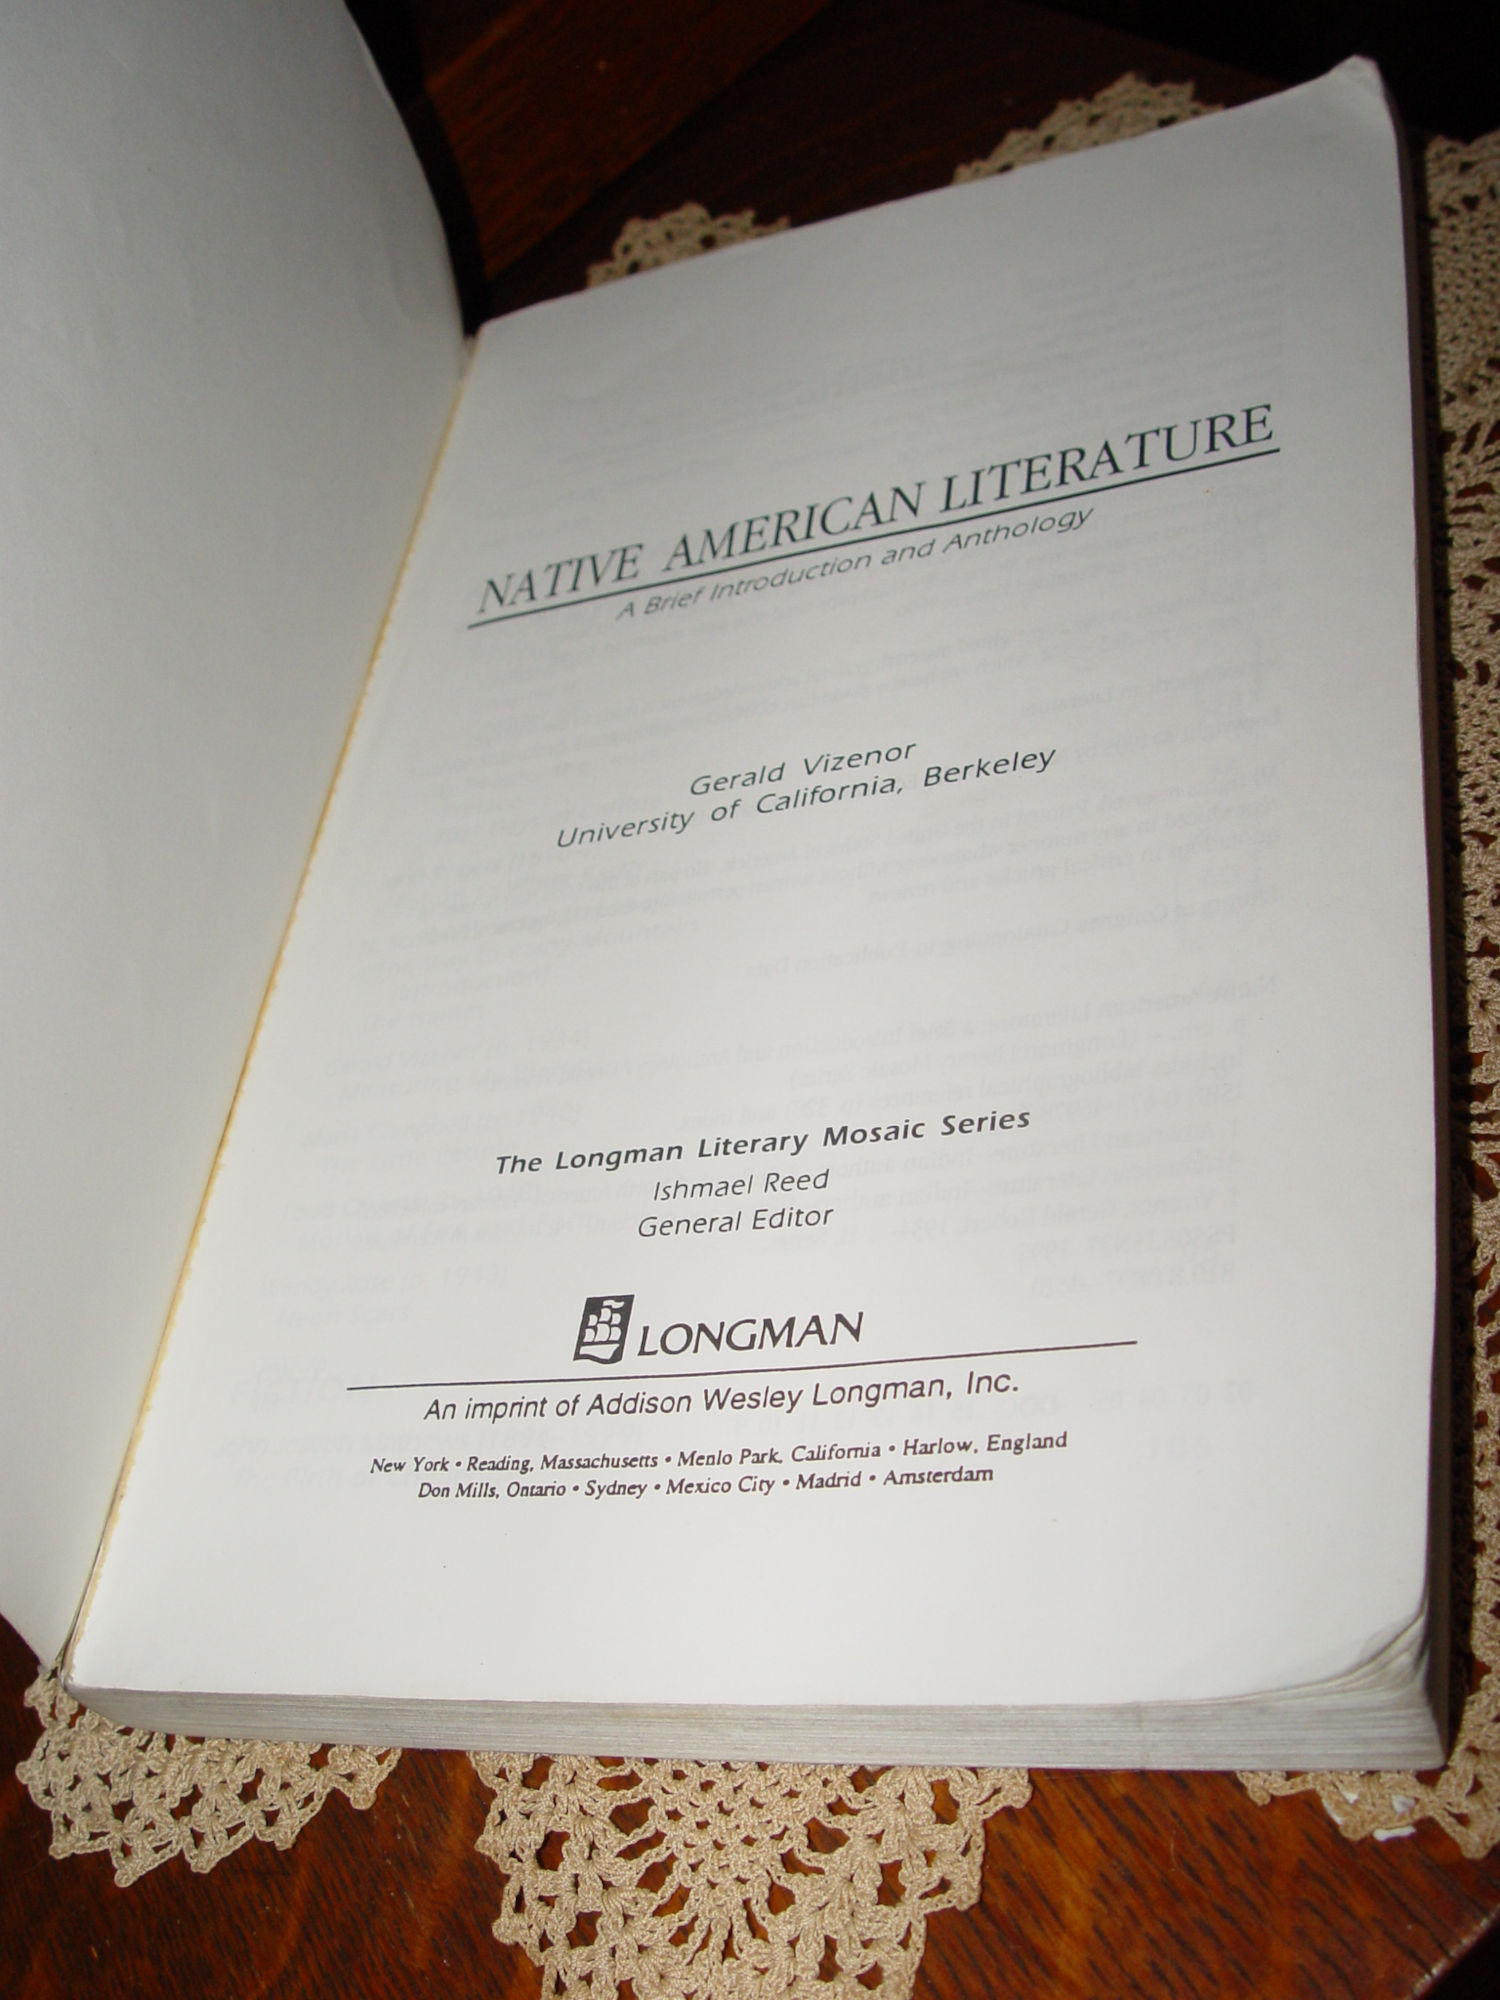 NATIVE AMERICAN LITERATURE
A Brief Introduction and Anthology
Gerald Vizenor
University of California, Berkeley
The Longman Literary Mosaic Series
Ishmael Reed
General Editor
LONGMAN
An imprint of Addison Wesley Longman, Inc.
New York • Reading, Massachusetts • Menlo Park, California • Harlow, England
Don Mills, Ontario • Sydney • Mexico City • Madrid • Amsterdam